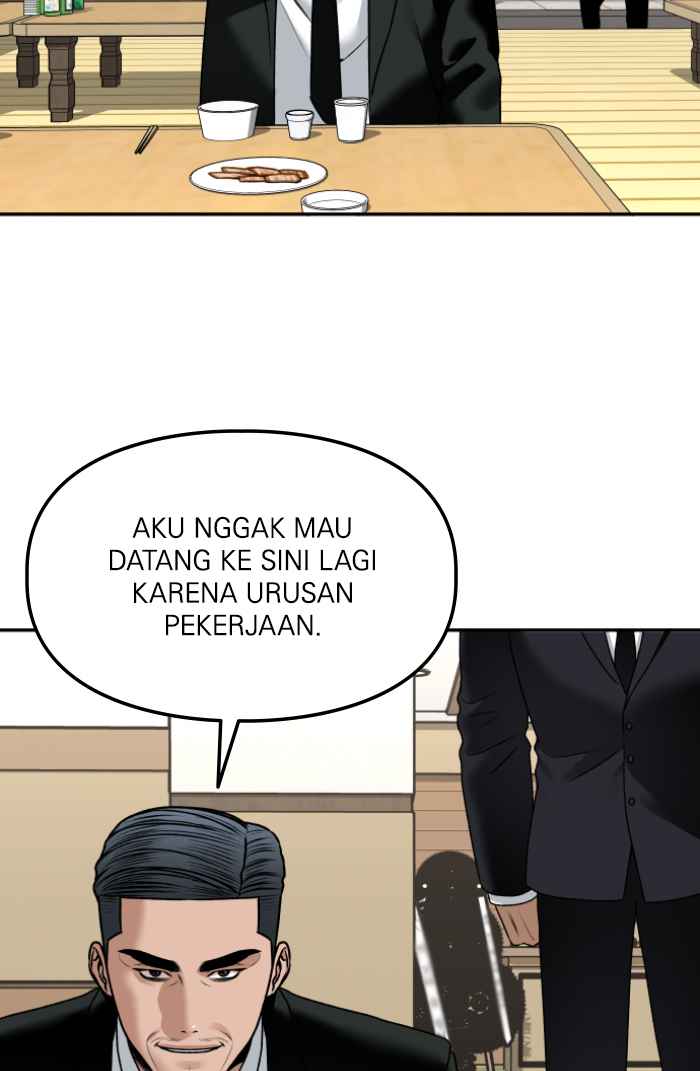 AKU NGGAK MAU
DATANG KE SINI LAGI
KARENA URUSAN
PEKERJAAN.